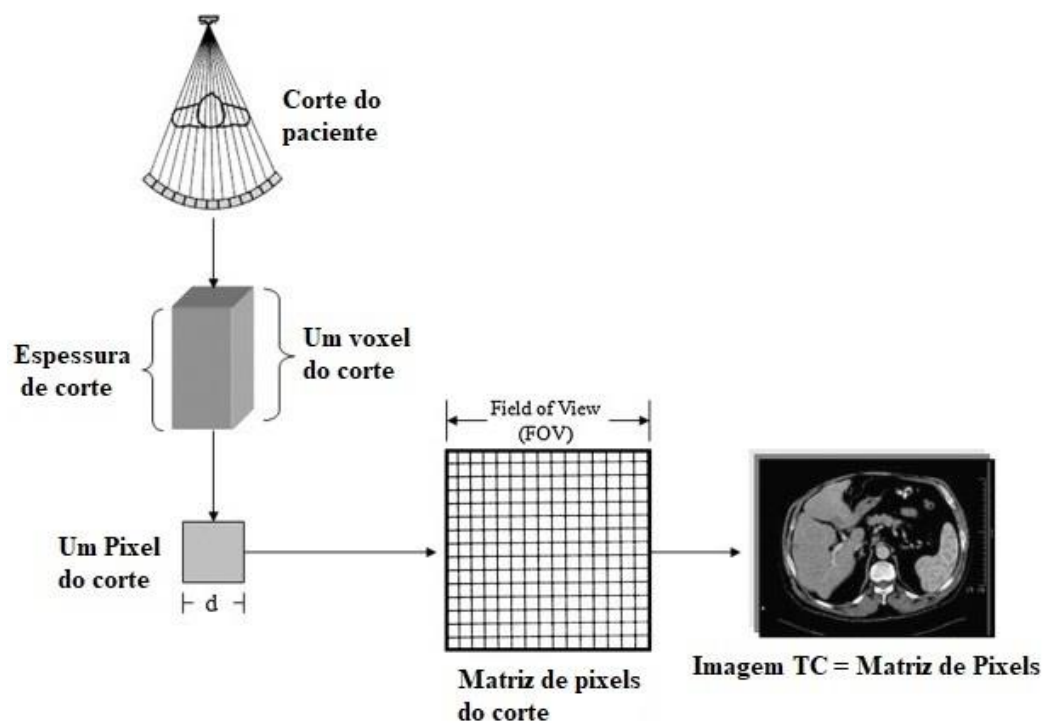 Corte do
paciente
Espessura
de corte
Um voxel
do corte
Field of View
(FOV)
Um Pixel
do corte
d
Matriz de pixels
do corte
Imagem TC = Matriz de Pixels